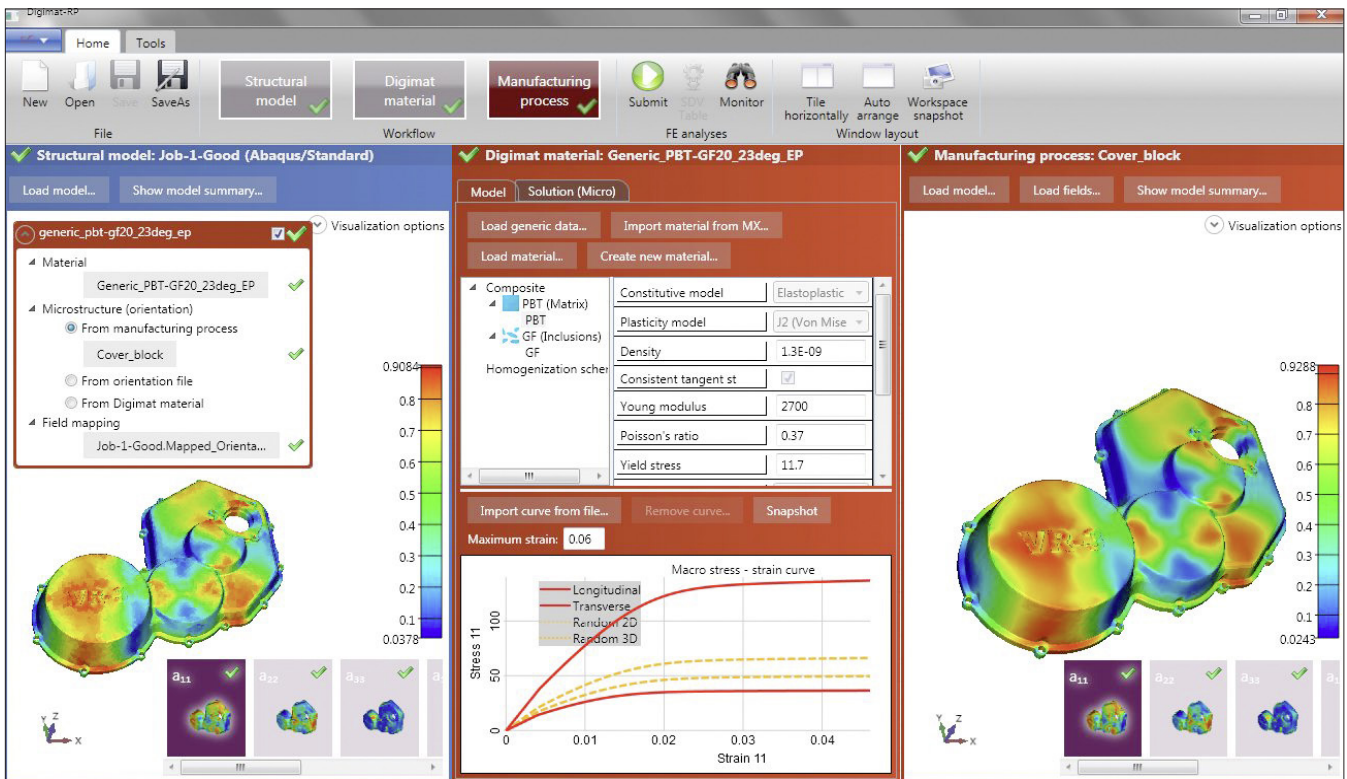 Digimat-RP
Home
Tools
New
Open
Save
SaveAs
File
Structural
model
Digimat
material
Manufacturing
process
Workflow
Submit
SDV
Table
Monitor
FE analyses
Tile
horizontally
Auto
arrange
Workspace
snapshot
Window layout
Structural model: Job-1-Good (Abaqus/Standard)
Load model...
Show model summary...
Visualization options
generic_pbt-gf20_23deg_ep
Material
Generic_PBT-GF20_23deg_EP
Microstructure (orientation)
From manufacturing process
Cover_block
From orientation file
From Digimat material
Field mapping
Job-1-Good.Mapped_Orienta...
0.9084
0.8
0.7
0.6
0.5
0.4
0.3
0.2
0.1
0.0378
a11
a22
a33
Y Z
X
Digimat material: Generic_PBT-GF20_23deg_EP
Model
Solution (Micro)
Load generic data...
Import material from MX...
Load material...
Create new material...
Composite
PBT (Matrix)
PBT
GF (Inclusions)
GF
Homogenization scher
Constitutive model
Elastoplastic
Plasticity model
J2 (Von Mise
Density
1.3E-09
Consistent tangent st
Young modulus
2700
Poisson's ratio
0.37
Yield stress
11.7
Import curve from file...
Remove curve...
Snapshot
Maximum strain: 0.06
Macro stress - strain curve
Longitudinal
Transverse
Random 2D
Random 3D
Stress 11
100
50
0
0
0.01
0.02
0.03
0.04
Strain 11
Manufacturing process: Cover_block
Load model...
Load fields...
Show model summary...
Visualization options
0.9288
0.8
0.7
0.6
0.5
0.4
0.3
0.2
0.1
0.0243
a11
a22
a33
Y Z
X